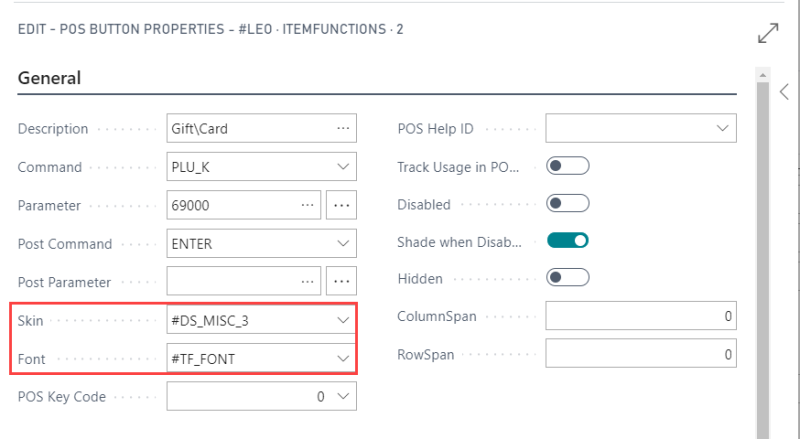 EDIT - POS BUTTON PROPERTIES - #LEO · ITEMFUNCTIONS · 2
General
Description Gift\Card ...
Command PLU_K
Parameter 69000 ... ...
Post Command ENTER
Post Parameter ... ...
Skin #DS_MISC_3
Font #TF_FONT
POS Key Code 0
POS Help ID
Track Usage in PO...
Disabled
Shade when Disab...
Hidden
ColumnSpan 0
RowSpan 0